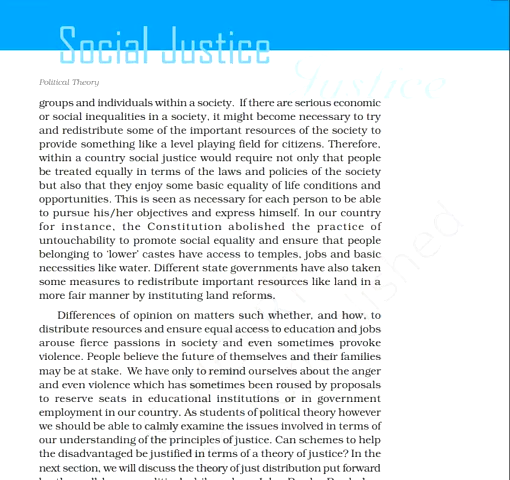 Social Justice
Justice
Political Theory
groups and individuals within a society. If there are serious economic
or social inequalities in a society, it might become necessary to try
and redistribute some of the important resources of the society to
provide something like a level playing field for citizens. Therefore,
within a country social justice would require not only that people
be treated equally in terms of the laws and policies of the society
but also that they enjoy some basic equality of life conditions and
opportunities. This is seen as necessary for each person to be able
to pursue his/her objectives and express himself. In our country
for instance, the Constitution abolished the practice of
untouchability to promote social equality and ensure that people
belonging to 'lower' castes have access to temples, jobs and basic
necessities like water. Different state governments have also taken
some measures to redistribute important resources like land in a
more fair manner by instituting land reforms.
Differences of opinion on matters such whether, and how, to
distribute resources and ensure equal access to education and jobs
arouse fierce passions in society and even sometimes provoke
violence. People believe the future of themselves and their families
may be at stake. We have only to remind ourselves about the anger
and even violence which has sometimes been roused by proposals
to reserve seats in educational institutions or in government
employment in our country. As students of political theory however
we should be able to calmly examine the issues involved in terms of
our understanding of the principles of justice. Can schemes to help
the disadvantaged be justified in terms of a theory of justice? In the
next section, we will discuss the theory of just distribution put forward